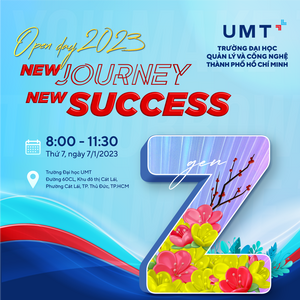 UMT
TRƯỜNG ĐẠI HỌC
QUẢN LÝ VÀ CÔNG NGHỆ
THÀNH PHỐ HỒ CHÍ MINH
Open day 2023
NEW JOURNEY
NEW SUCCESS
8:00 - 11:30
Thứ 7, ngày 7/1/2023
Trường Đại học UMT
Đường 60CL, Khu đô thị Cát Lái,
Phường Cát Lái, TP. Thủ Đức, TP.HCM
gen
Z